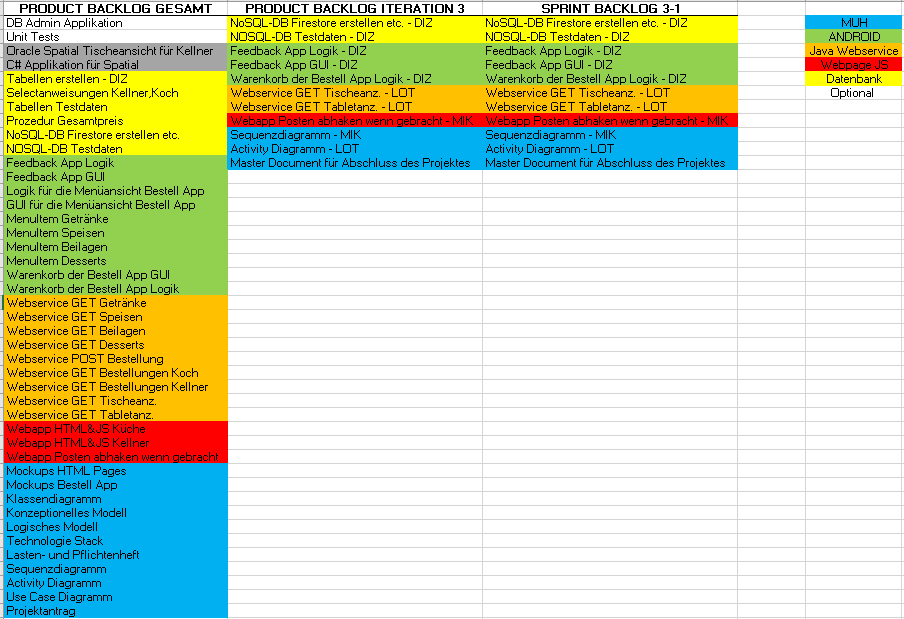 PRODUCT BACKLOG GESAMT PRODUCT BACKLOG ITERATION 3 SPRINT BACKLOG 3-1
DB Admin Applikation NoSQL-DB Firestore erstellen etc. - DIZ NoSQL-DB Firestore erstellen etc. - DIZ MUH
Unit Tests NOSQL-DB Testdaten - DIZ NOSQL-DB Testdaten - DIZ ANDROID
Oracle Spatial Tischeansicht für Kellner Feedback App Logik - DIZ Feedback App Logik - DIZ Java Webservice
C# Applikation für Spatial Feedback App GUI - DIZ Feedback App GUI - DIZ Webpage JS
Tabellen erstellen - DIZ Warenkorb der Bestell App Logik - DIZ Warenkorb der Bestell App Logik - DIZ Datenbank
Selectanweisungen Kellner,Koch Webservice GET Tischeanz. - LOT Webservice GET Tischeanz. - LOT Optional
Tabellen Testdaten Webservice GET Tabletanz. - LOT Webservice GET Tabletanz. - LOT
Prozedur Gesamtpreis Webapp Posten abhaken wenn gebracht - MIK Webapp Posten abhaken wenn gebracht - MIK
NoSQL-DB Firestore erstellen etc. Sequenzdiagramm - MIK Sequenzdiagramm - MIK
NOSQL-DB Testdaten Activity Diagramm - LOT Activity Diagramm - LOT
Feedback App Logik Master Document für Abschluss des Projektes Master Document für Abschluss des Projektes
Feedback App GUI
Logik für die Menüansicht Bestell App
GUI für die Menüansicht Bestell App
MenuItem Getränke
MenuItem Speisen
MenuItem Beilagen
MenuItem Desserts
Warenkorb der Bestell App GUI
Warenkorb der Bestell App Logik
Webservice GET Getränke
Webservice GET Speisen
Webservice GET Beilagen
Webservice GET Desserts
Webservice POST Bestellung
Webservice GET Bestellungen Koch
Webservice GET Bestellungen Kellner
Webservice GET Tischeanz.
Webservice GET Tabletanz.
Webapp HTML&JS Küche
Webapp HTML&JS Kellner
Webapp Posten abhaken wenn gebracht
Mockups HTML Pages
Mockups Bestell App
Klassendiagramm
Konzeptionelles Modell
Logisches Modell
Technologie Stack
Lasten- und Pflichtenheft
Sequenzdiagramm
Activity Diagramm
Use Case Diagramm
Projektantrag